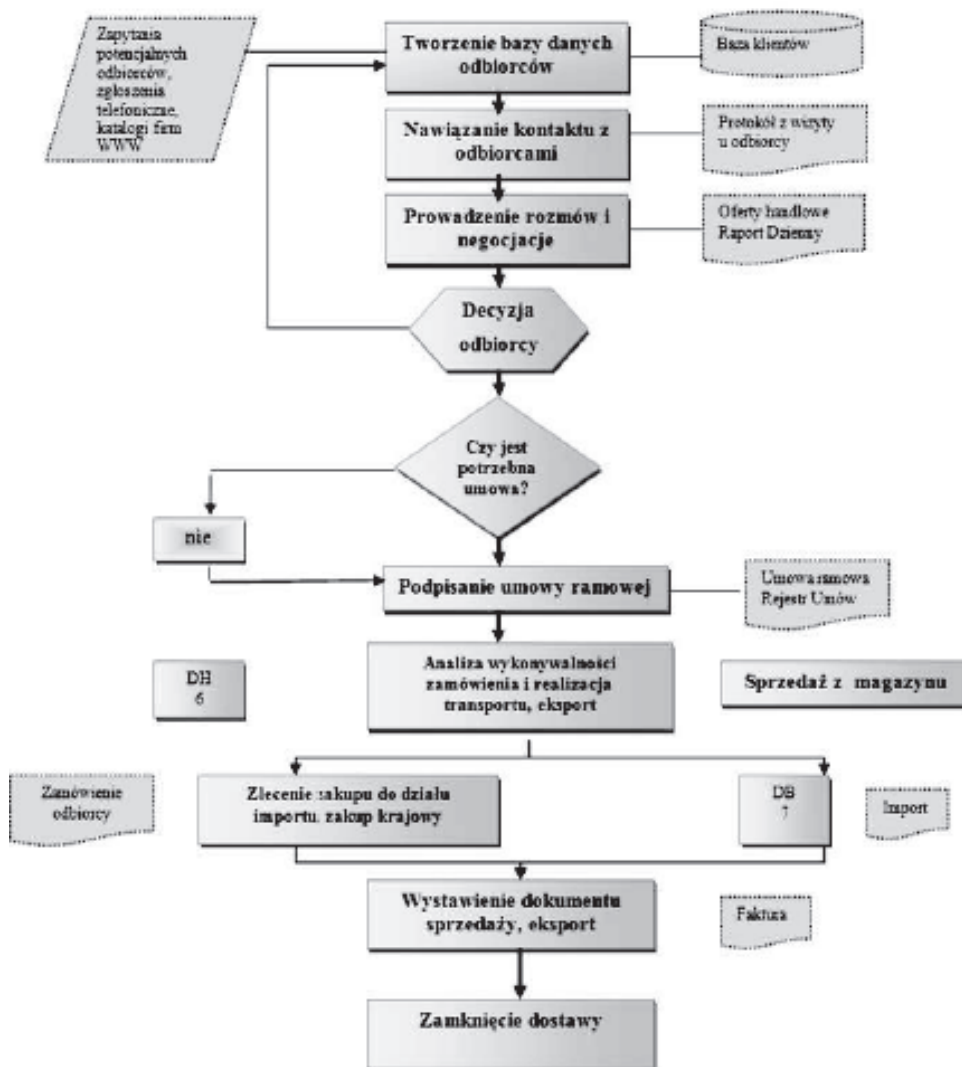 Zapytania
potencjalnych
odbiorców,
zgłoszenia
telefoniczne,
katalogi firm
WWW
Tworzenie bazy danych
odbiorców
Baza klientów
Nawiązanie kontaktu z
odbiorcami
Protokół z wizyty
u odbiorcy
Prowadzenie rozmów i
negocjacje
Oferty handlowe
Raport Dzienny
Decyzja
odbiorcy
Czy jest
potrzebna
umowa?
nie
Podpisanie umowy ramowej
Umowa ramowa
Rejestr Umów
DH
6
Analiza wykonywalności
zamówienia i realizacja
transportu, eksport
Sprzedaż z magazynu
Zamówienie
odbiorcy
Zlecenie zakupu do działu
importu, zakup krajowy
7
Import
Wystawienie dokumentu
sprzedaży, eksport
Faktura
Zamknięcie dostawy